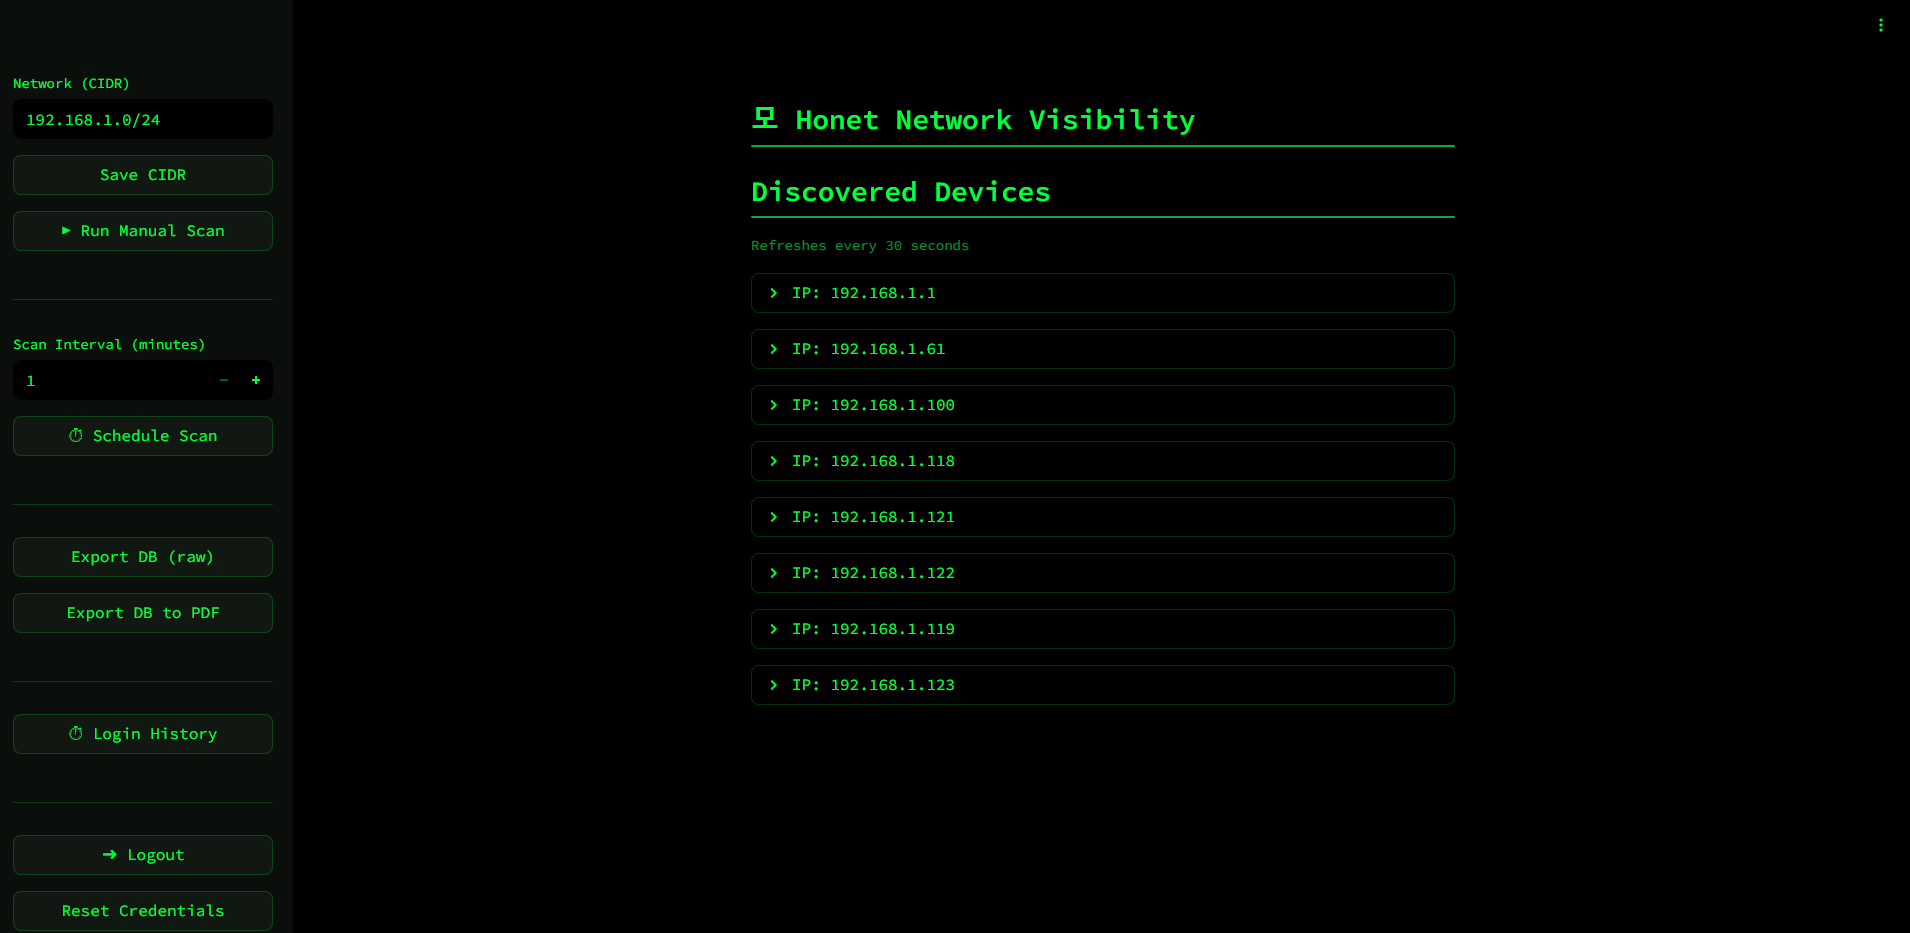 Network (CIDR)
192.168.1.0/24
Save CIDR
▶ Run Manual Scan
Scan Interval (minutes)
1
⏱ Schedule Scan
Export DB (raw)
Export DB to PDF
⏱ Login History
➜ Logout
Reset Credentials
Honet Network Visibility
Discovered Devices
Refreshes every 30 seconds
IP: 192.168.1.1
IP: 192.168.1.61
IP: 192.168.1.100
IP: 192.168.1.118
IP: 192.168.1.121
IP: 192.168.1.122
IP: 192.168.1.119
IP: 192.168.1.123